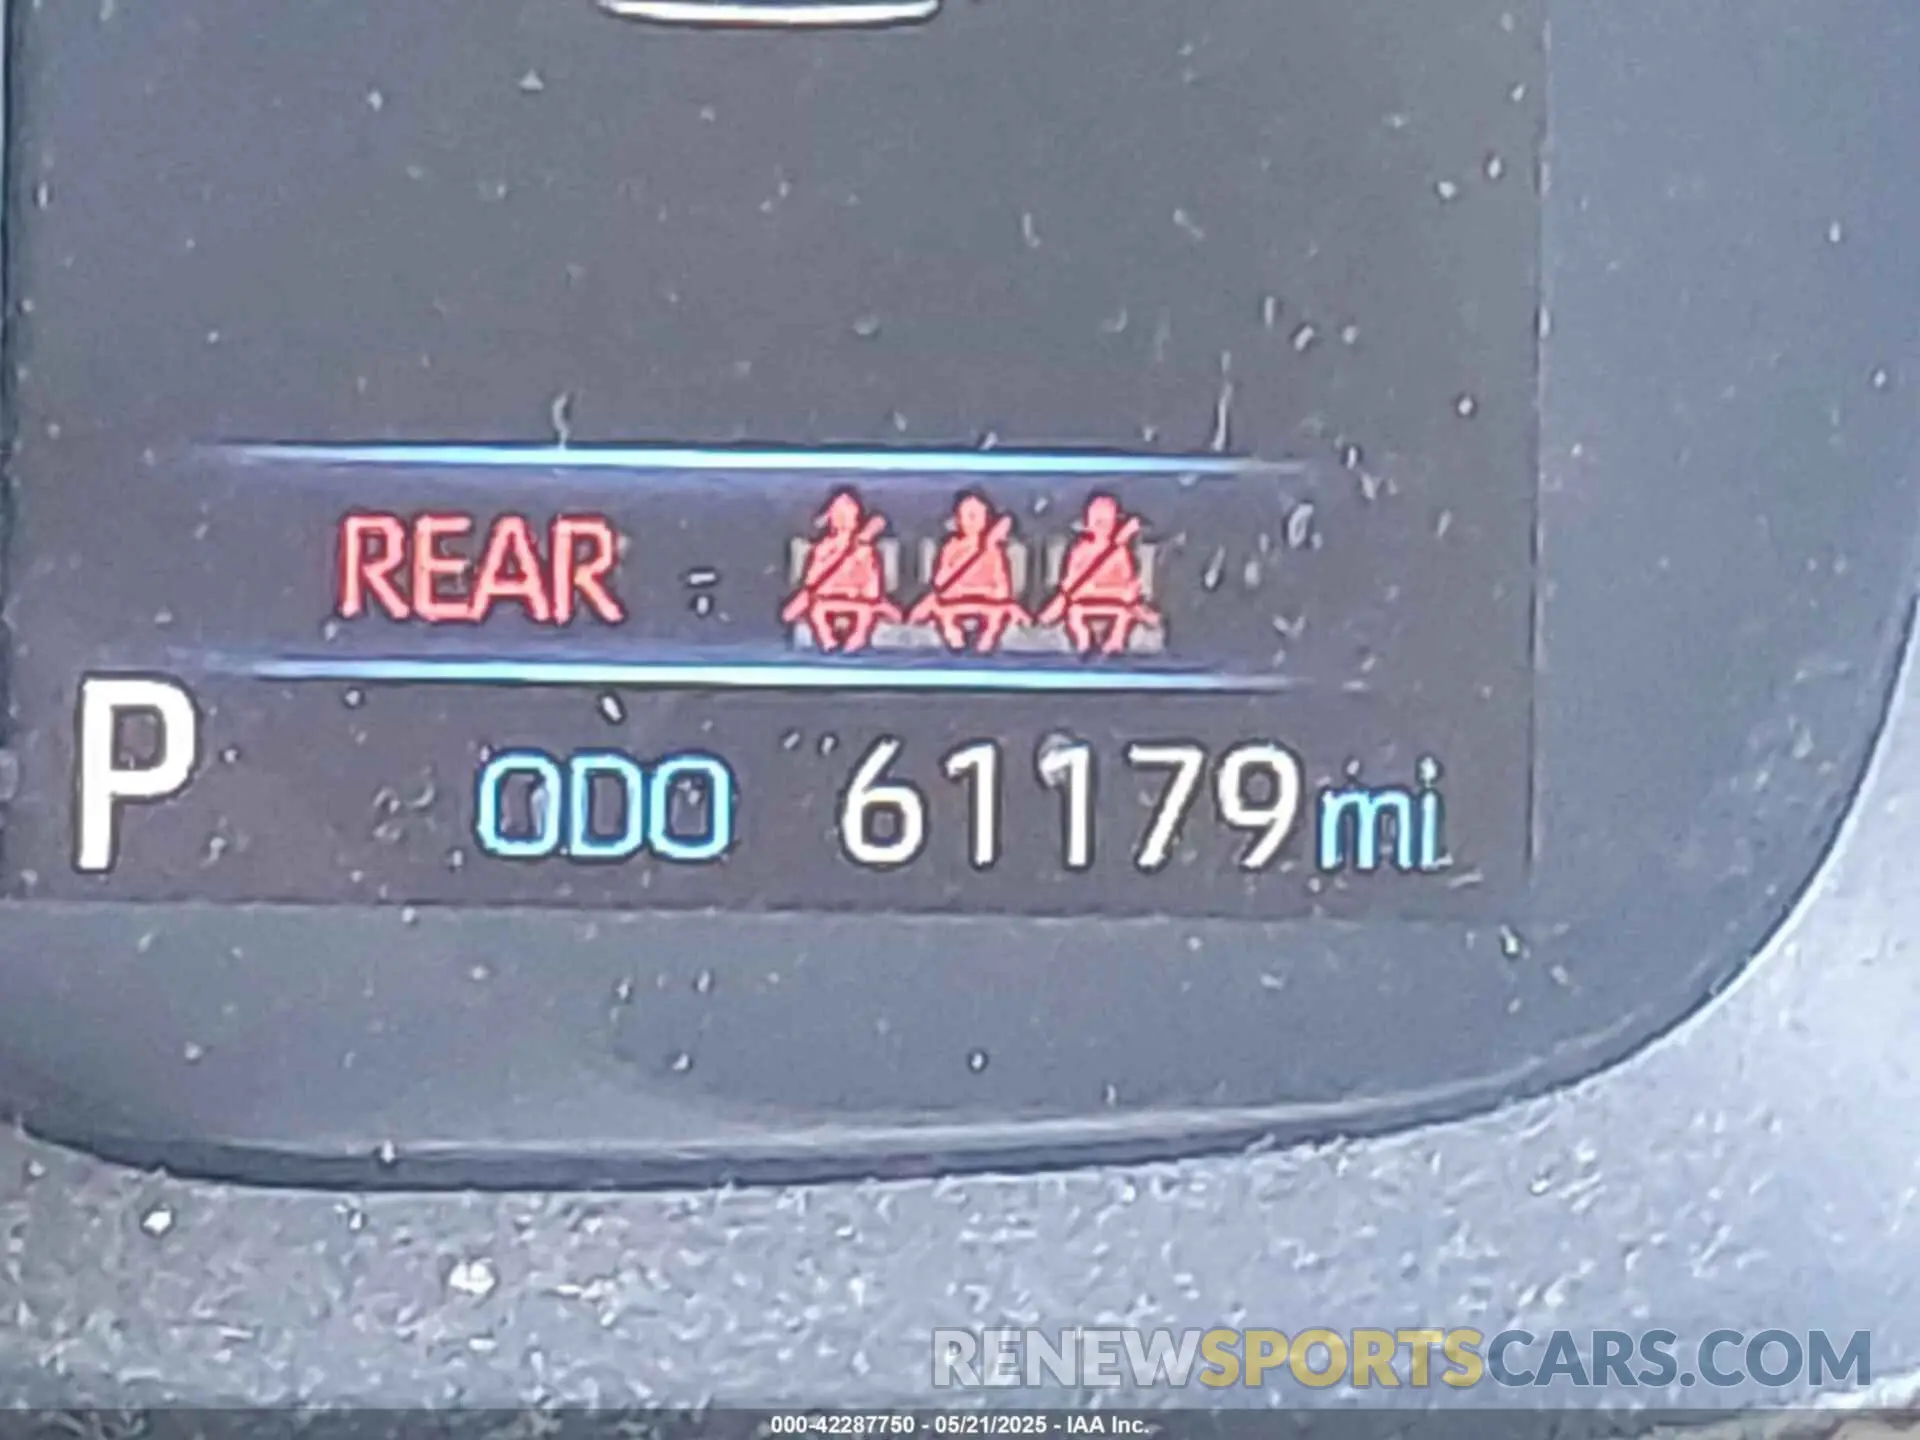 REAR
P ODO 61179mi
RENEWSPORTSCARS.COM
000-42287750 - 05/21/2025 - IAA Inc.